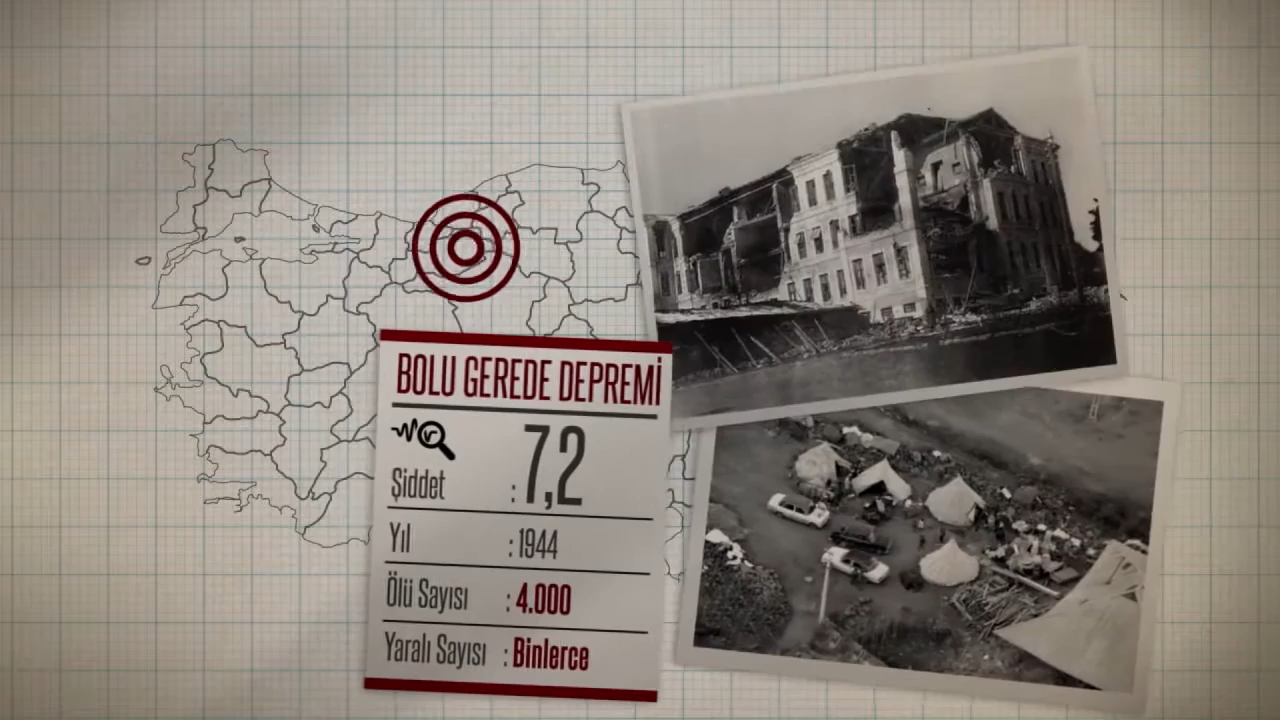 BOLU GEREDE DEPREMİ
Şiddet : 7,2
Yıl : 1944
Ölü Sayısı : 4.000
Yaralı Sayısı : Binlerce